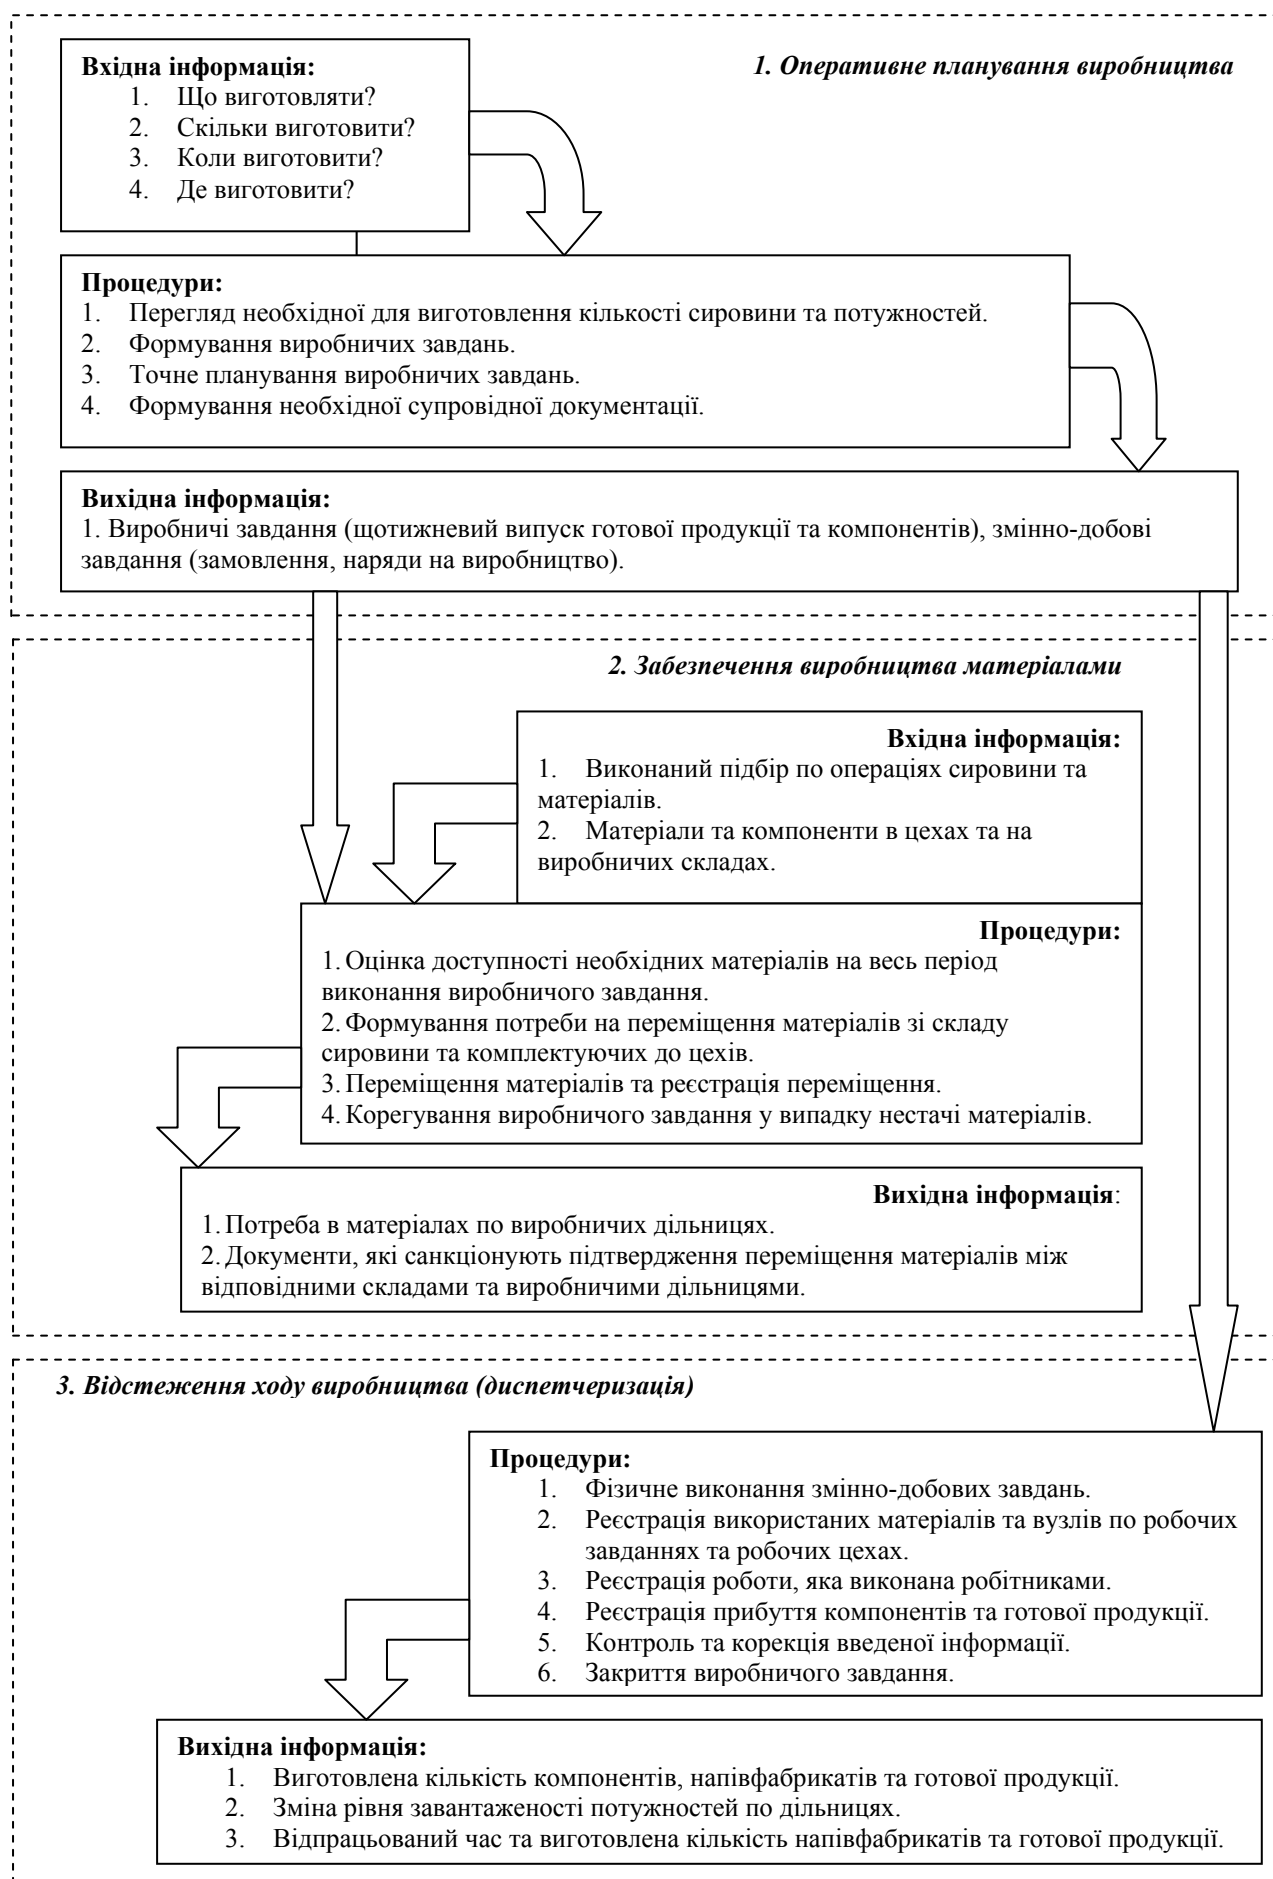 1. Оперативне планування виробництва
Вхідна інформація:
1. Що виготовляти?
2. Скільки виготовити?
3. Коли виготовити?
4. Де виготовити?
Процедури:
1. Перегляд необхідної для виготовлення кількості сировини та потужностей.
2. Формування виробничих завдань.
3. Точне планування виробничих завдань.
4. Формування необхідної супровідної документації.
Вихідна інформація:
1. Виробничі завдання (щотижневий випуск готової продукції та компонентів), змінно-добові
завдання (замовлення, наряди на виробництво).
2. Забезпечення виробництва матеріалами
Вхідна інформація:
1. Виконаний підбір по операціях сировини та
матеріалів.
2. Матеріали та компоненти в цехах та на
виробничих складах.
Процедури:
1. Оцінка доступності необхідних матеріалів на весь період
виконання виробничого завдання.
2. Формування потреби на переміщення матеріалів зі складу
сировини та комплектуючих до цехів.
3. Переміщення матеріалів та реєстрація переміщення.
4. Корегування виробничого завдання у випадку нестачі матеріалів.
Вихідна інформація:
1. Потреба в матеріалах по виробничих дільницях.
2. Документи, які санкціонують підтвердження переміщення матеріалів між
відповідними складами та виробничими дільницями.
3. Відстеження ходу виробництва (диспетчеризація)
Процедури:
1. Фізичне виконання змінно-добових завдань.
2. Реєстрація використаних матеріалів та вузлів по робочих
завданнях та робочих цехах.
3. Реєстрація роботи, яка виконана робітниками.
4. Реєстрація прибуття компонентів та готової продукції.
5. Контроль та корекція введеної інформації.
6. Закриття виробничого завдання.
Вихідна інформація:
1. Виготовлена кількість компонентів, напівфабрикатів та готової продукції.
2. Зміна рівня завантаженості потужностей по дільницях.
3. Відпрацьований час та виготовлена кількість напівфабрикатів та готової продукції.